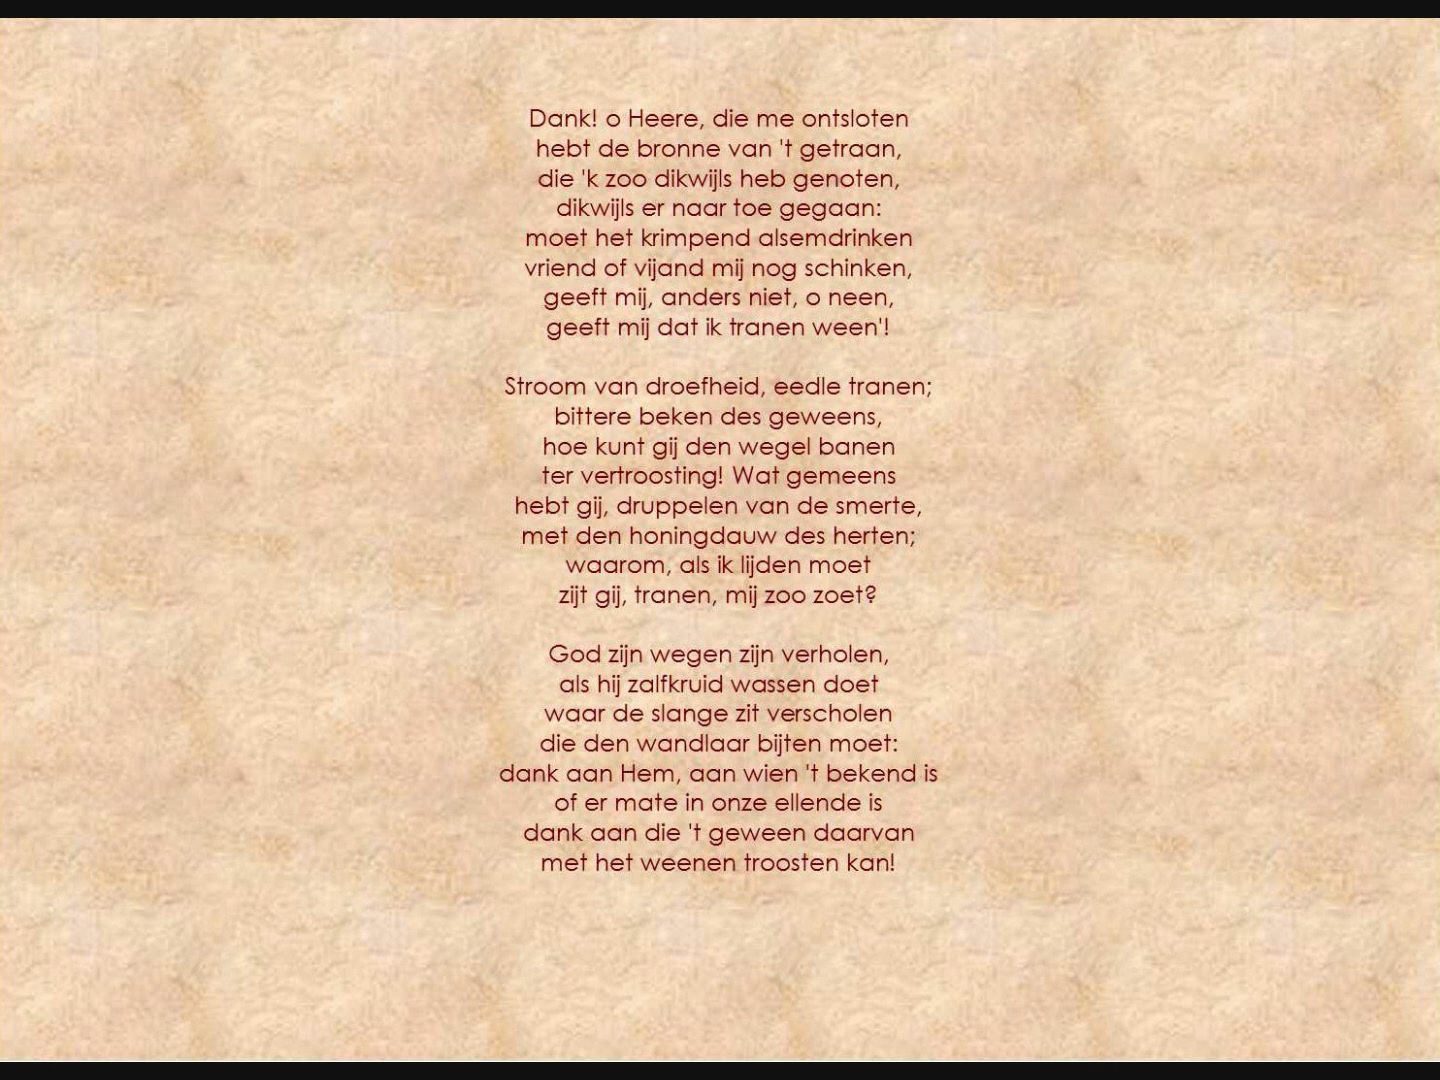 Dank! o Heere, die me ontsloten
hebt de bronne van 't getraan,
die 'k zoo dikwijls heb genoten,
dikwijls er naar toe gegaan:
moet het krimpend alsemdrinken
vriend of vijand mij nog schinken,
geeft mij, anders niet, o neen,
geeft mij dat ik tranen ween'!

Stroom van droefheid, eedle tranen;
bittere beken des geweens,
hoe kunt gij den wegel banen
ter vertroosting! Wat gemeens
hebt gij, druppelen van de smerte,
met den honingdauw des herten;
waarom, als ik lijden moet
zijt gij, tranen, mij zoo zoet?

God zijn wegen zijn verholen,
als hij zalfkruid wassen doet
waar de slange zit verscholen
die den wandlaar bijten moet:
dank aan Hem, aan wien 't bekend is
of er mate in onze ellende is
dank aan die 't geween daarvan
met het weenen troosten kan!